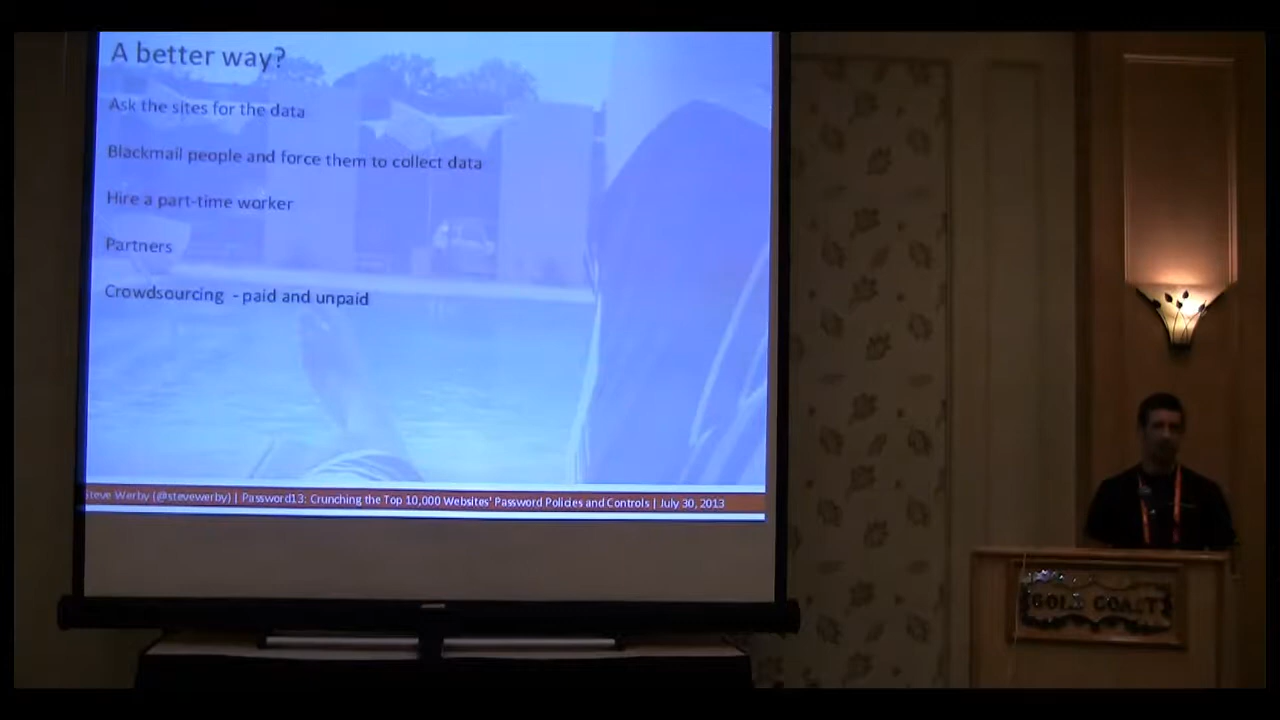 A better way?
Ask the sites for the data
Blackmail people and force them to collect data
Hire a part-time worker
Partners
Crowdsourcing - paid and unpaid
Steve Werby (@stevewerby) | Password13: Crunching the Top 10,000 Websites' Password Policies and Controls | July 30, 2013
GOLD COAST